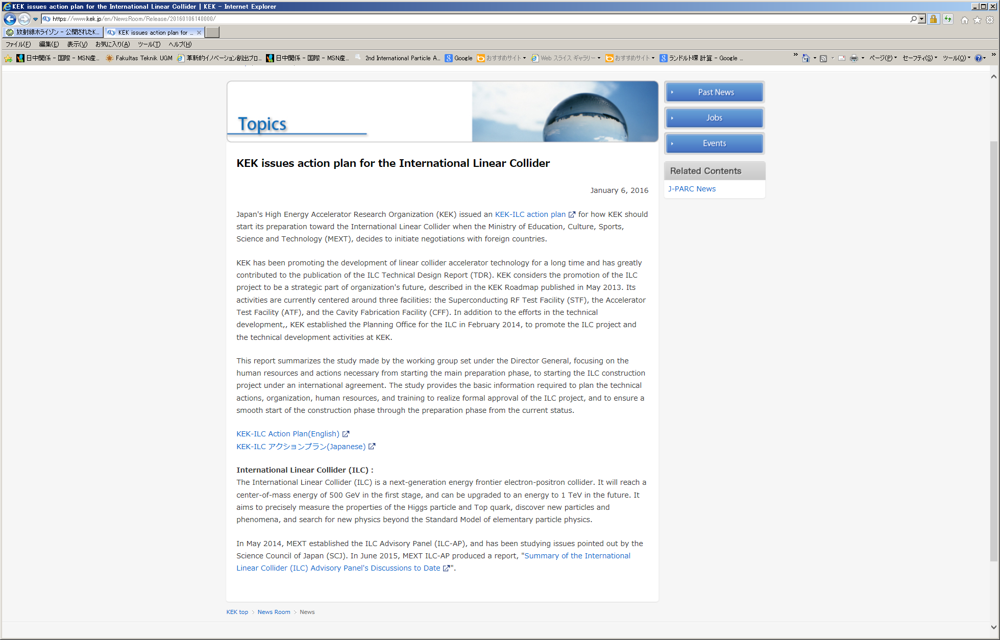 KEK issues action plan for the International Linear Collider | KEK - Internet Explorer
https://www.kek.jp/en/NewsRoom/Release/20160106140000/
放射線ホライゾン - 公開されたK...
KEK issues action plan for ...
ファイル(F) 編集(E) 表示(V) お気に入り(A) ツール(T) ヘルプ(H)
日中関係 - 国際 - MSN産... Fakultas Teknik UGM 革新的イノベーション創出プロ... 日中関係 - 国際 - MSN産... 2nd International Particle A... Google おすすめサイト Web スライス ギャラリー おすすめサイト ランドルト環 計算 - Google ... ページ(P) セーフティ(S) ツール(O)
Topics
Past News
Jobs
Events
Related Contents
J-PARC News
KEK issues action plan for the International Linear Collider
January 6, 2016
Japan's High Energy Accelerator Research Organization (KEK) issued an KEK-ILC action plan for how KEK should
start its preparation toward the International Linear Collider when the Ministry of Education, Culture, Sports,
Science and Technology (MEXT), decides to initiate negotiations with foreign countries.
KEK has been promoting the development of linear collider accelerator technology for a long time and has greatly
contributed to the publication of the ILC Technical Design Report (TDR). KEK considers the promotion of the ILC
project to be a strategic part of organization's future, described in the KEK Roadmap published in May 2013. Its
activities are currently centered around three facilities: the Superconducting RF Test Facility (STF), the Accelerator
Test Facility (ATF), and the Cavity Fabrication Facility (CFF). In addition to the efforts in the technical
development,, KEK established the Planning Office for the ILC in February 2014, to promote the ILC project and
the technical development activities at KEK.
This report summarizes the study made by the working group set under the Director General, focusing on the
human resources and actions necessary from starting the main preparation phase, to starting the ILC construction
project under an international agreement. The study provides the basic information required to plan the technical
actions, organization, human resources, and training to realize formal approval of the ILC project, and to ensure a
smooth start of the construction phase through the preparation phase from the current status.
KEK-ILC Action Plan(English)
KEK-ILC アクションプラン(Japanese)
International Linear Collider (ILC) :
The International Linear Collider (ILC) is a next-generation energy frontier electron-positron collider. It will reach a
center-of-mass energy of 500 GeV in the first stage, and can be upgraded to an energy to 1 TeV in the future. It
aims to precisely measure the properties of the Higgs particle and Top quark, discover new particles and
phenomena, and search for new physics beyond the Standard Model of elementary particle physics.
In May 2014, MEXT established the ILC Advisory Panel (ILC-AP), and has been studying issues pointed out by the
Science Council of Japan (SCJ). In June 2015, MEXT ILC-AP produced a report, "Summary of the International
Linear Collider (ILC) Advisory Panel's Discussions to Date ".
KEK top > News Room > News